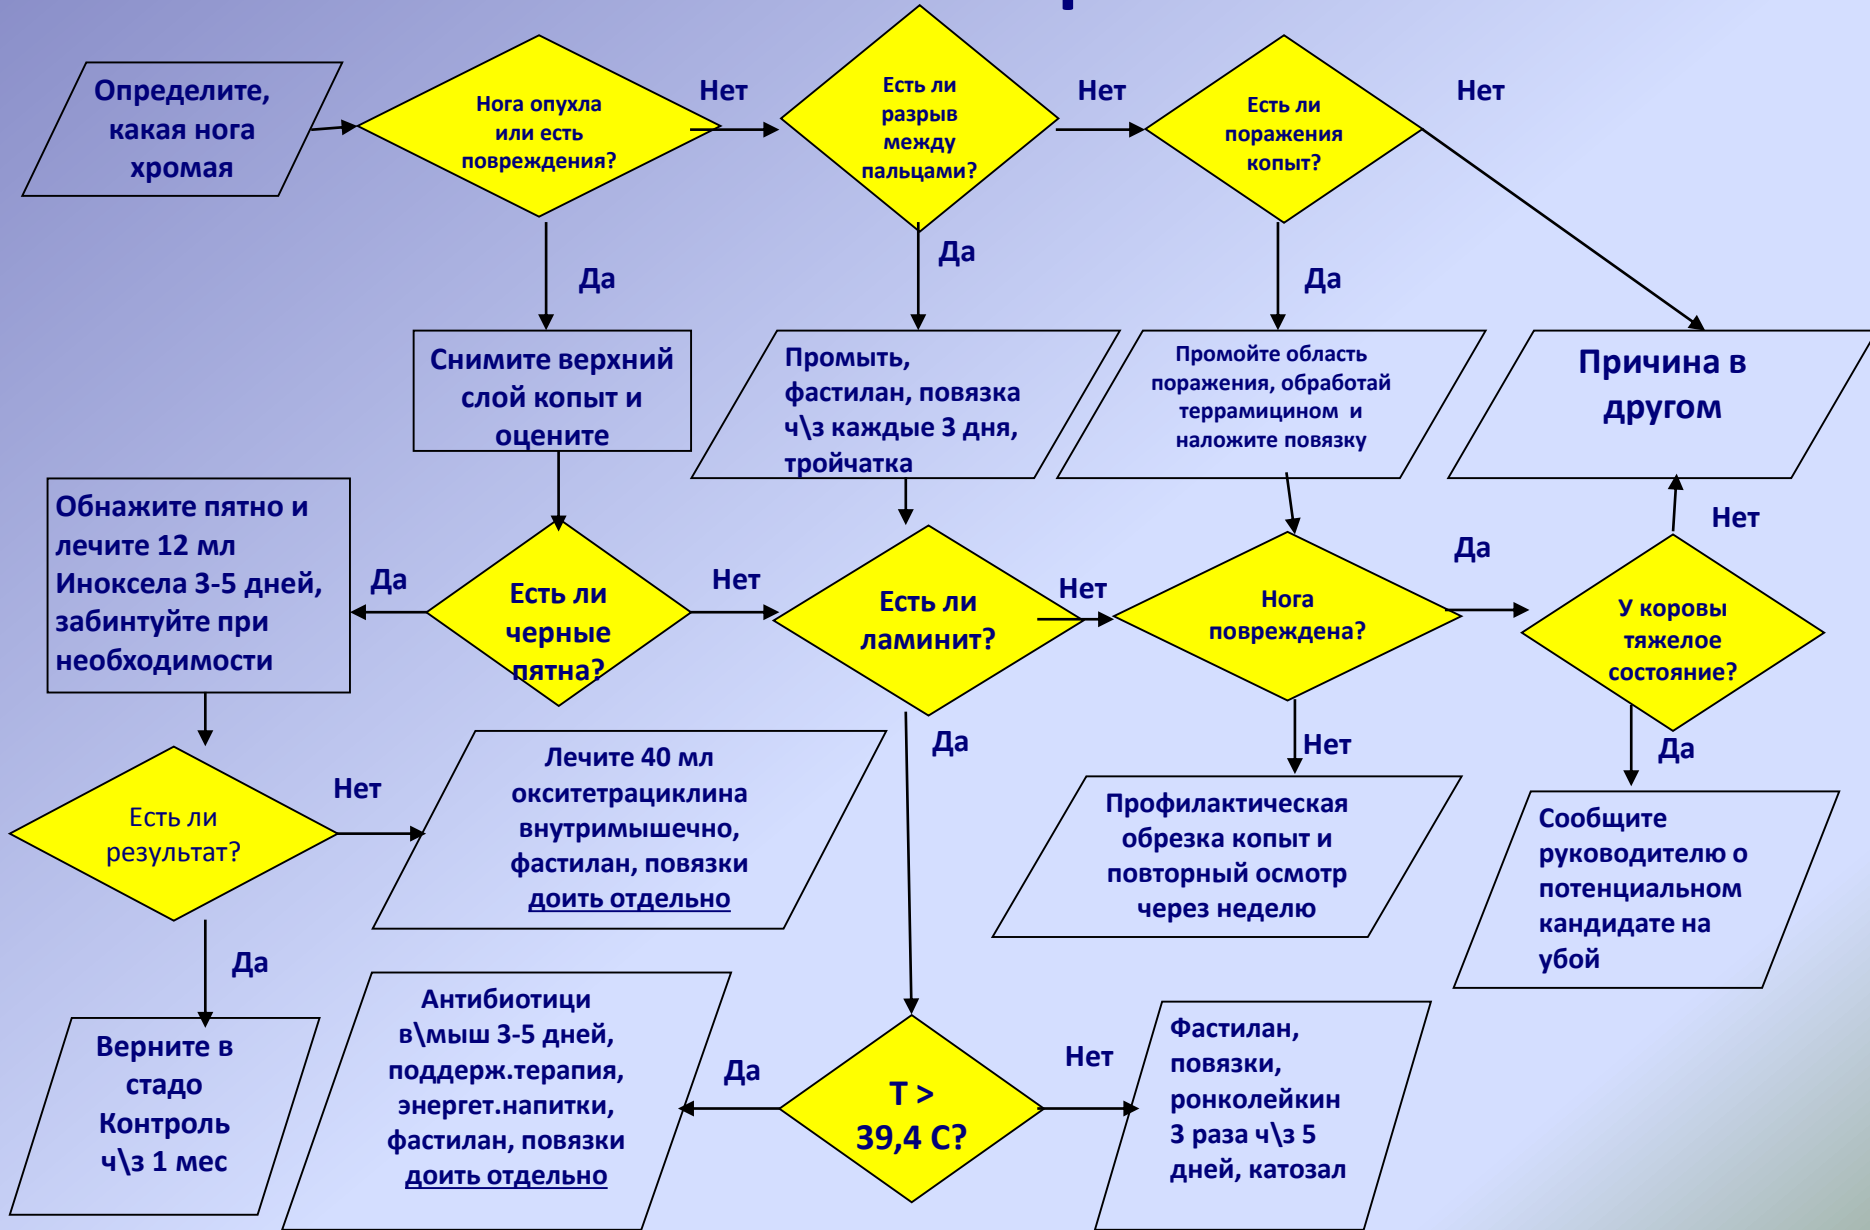 Определите,
какая нога
хромая
Нога опухла
или есть
повреждения?
Нет
Есть ли
разрыв
между
пальцами?
Нет
Есть ли
поражения
копыт?
Нет
Да
Да
Да
Снимите верхний
слой копыт и
оцените
Промыть,
фастилан, повязка
ч\з каждые 3 дня,
тройчатка
Промойте область
поражения, обработай
террамицином и
наложите повязку
Причина в
другом
Обнажите пятно и
лечите 12 мл
Иноксела 3-5 дней,
забинтуйте при
необходимости
Да
Есть ли
черные
пятна?
Нет
Есть ли
ламинит?
Нет
Нога
повреждена?
Да
У коровы
тяжелое
состояние?
Нет
Есть ли
результат?
Нет
Лечите 40 мл
окситетрациклина
внутримышечно,
фастилан, повязки
доить отдельно
Да
Нет
Профилактическая
обрезка копыт и
повторный осмотр
через неделю
Да
Сообщите
руководителю о
потенциальном
кандидате на
убой
Да
Верните в
стадо
Контроль
ч\з 1 мес
Антибиотици
в\мыш 3-5 дней,
поддерж.терапия,
энергет.напитки,
фастилан, повязки
доить отдельно
Да
Т >
39,4 С?
Нет
Фастилан,
повязки,
ронколейкин
3 раза ч\з 5
дней, катозал